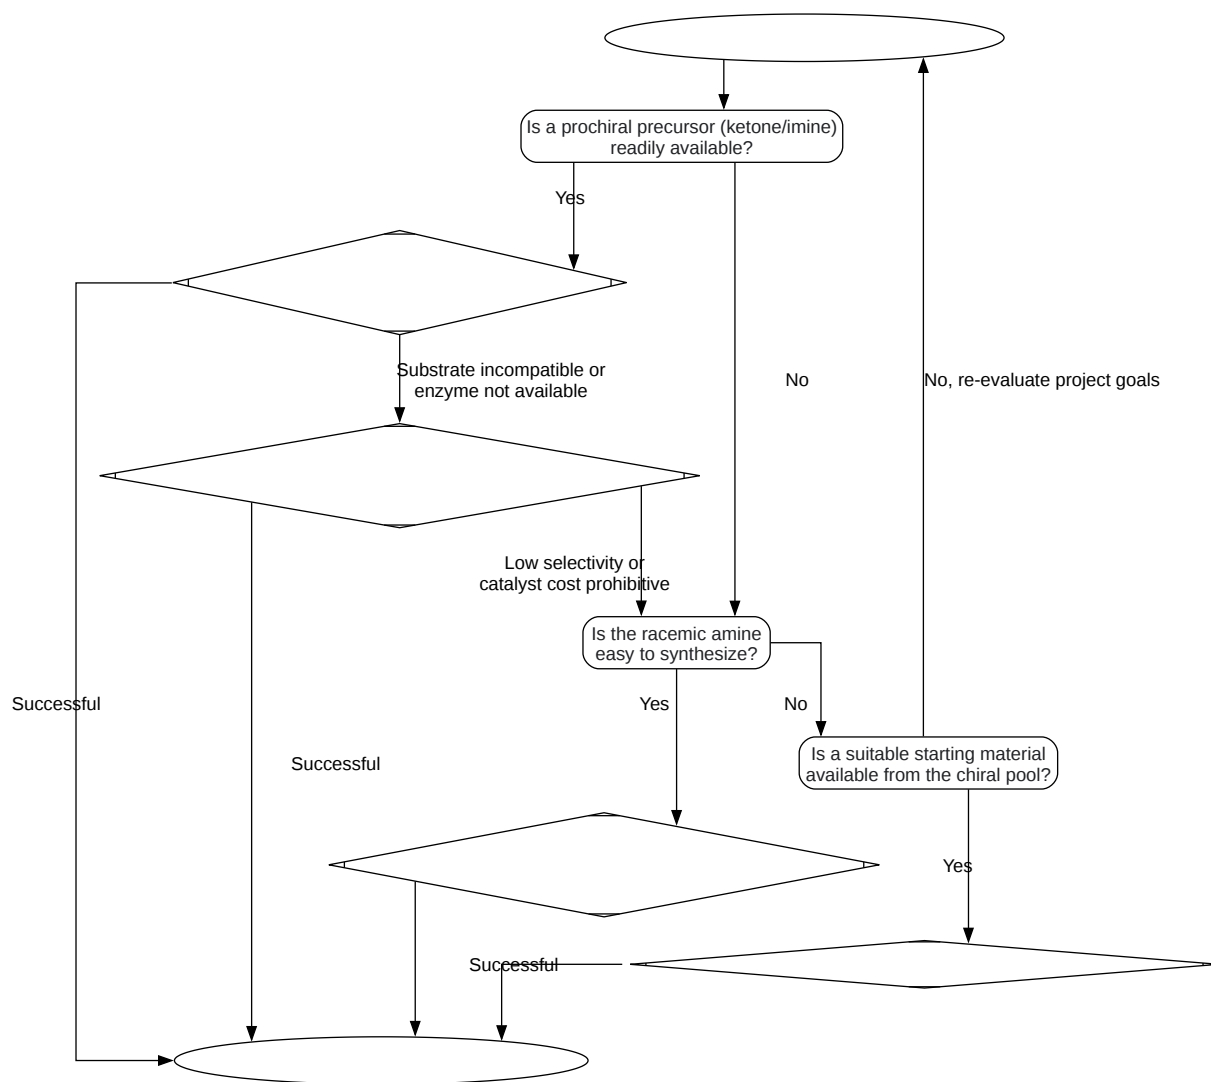 Is a prochiral precursor (ketone/imine)
readily available?
Yes
Substrate incompatible or
enzyme not available
No
No, re-evaluate project goals
Low selectivity or
catalyst cost prohibitive
Is the racemic amine
easy to synthesize?
Successful
Yes
No
Successful
Is a suitable starting material
available from the chiral pool?
Yes
Successful